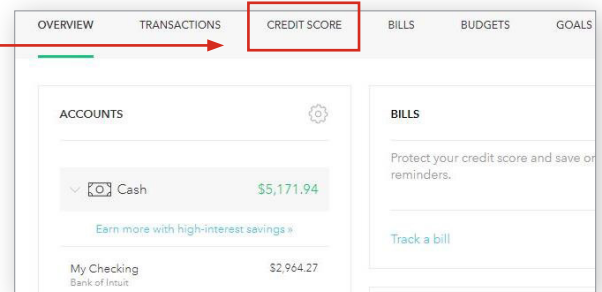 OVERVIEW TRANSACTIONS CREDIT SCORE BILLS BUDGETS GOALS
ACCOUNTS
Cash $5,171.94
Earn more with high-interest savings »
My Checking $2,964.27
Bank of Intuit
BILLS
Protect your credit score and save or
reminders.
Track a bill